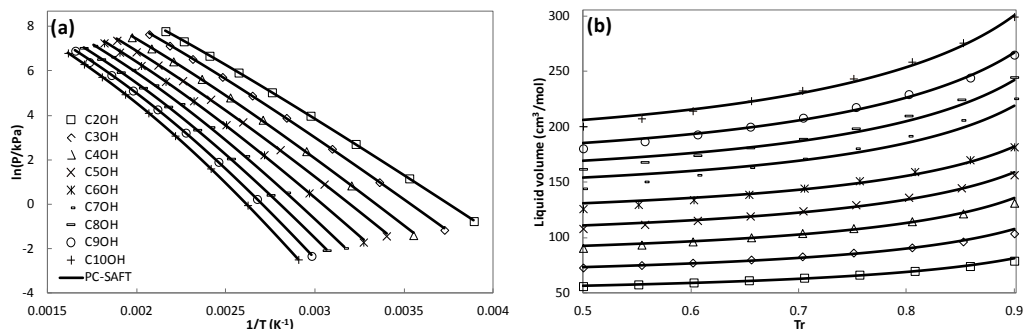 (a)
8
6
4
2
0
-2
-4
ln(P/kPa)
C2OH
C3OH
C4OH
C5OH
C6OH
C7OH
C8OH
C9OH
C10OH
PC-SAFT
0.0015 0.002 0.0025 0.003 0.0035 0.004
1/T (K-1)
(b)
300
250
200
150
100
50
Liquid volume (cm3/mol)
0.5 0.6 0.7 0.8 0.9
Tr